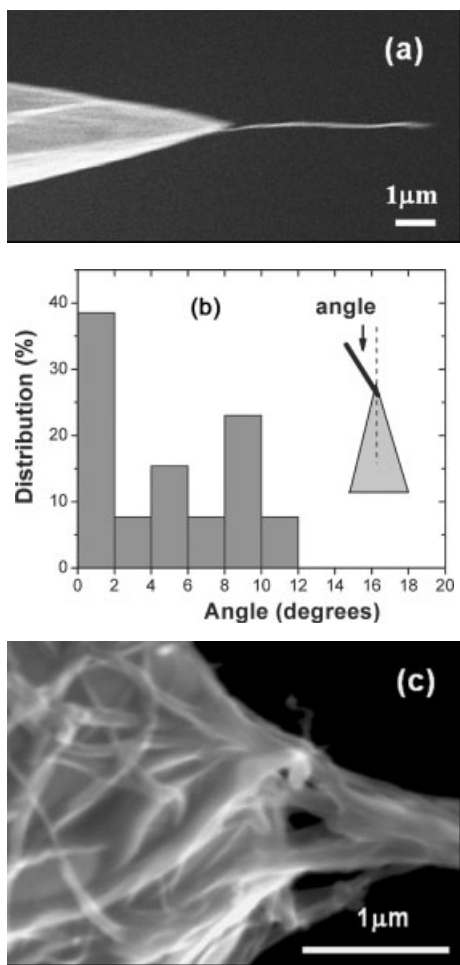 (a)
1μm
(b)
angle
40
30
20
10
0
Distribution (%)
0 2 4 6 8 10 12 14 16 18 20
Angle (degrees)
(c)
1μm